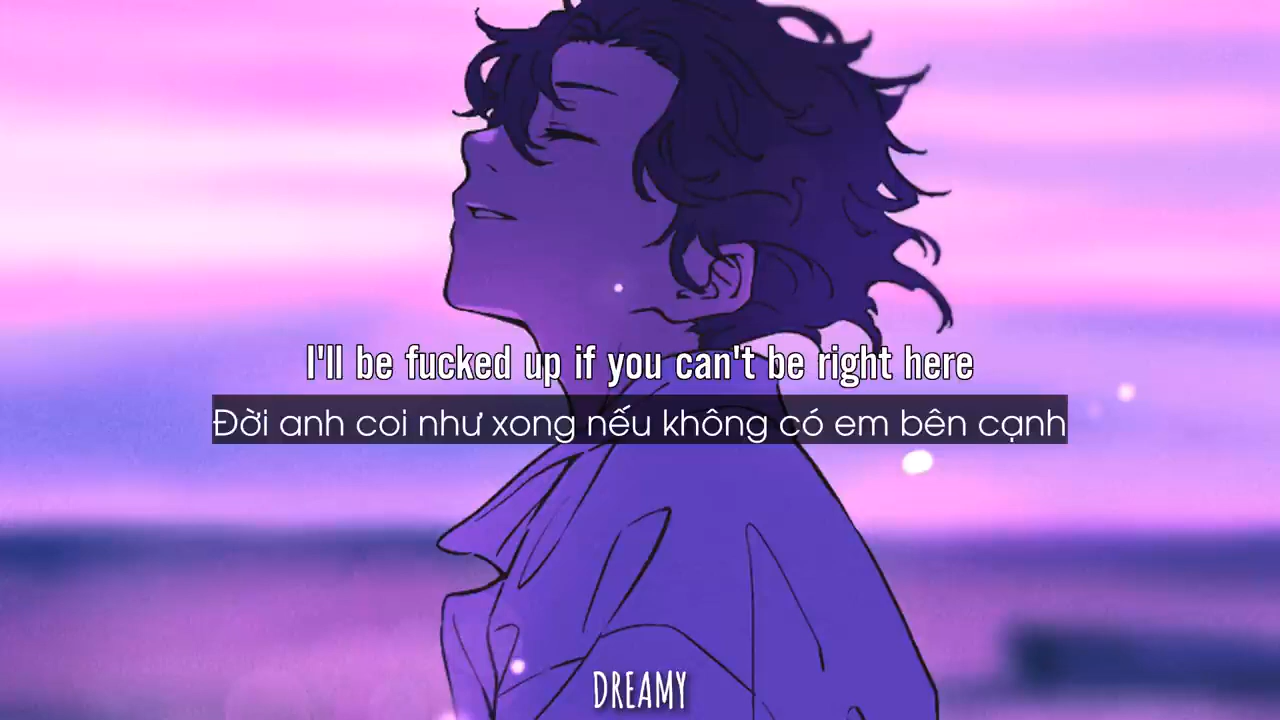 I'll be fucked up if you can't be right here
Đời anh coi như xong nếu không có em bên cạnh
DREAMY